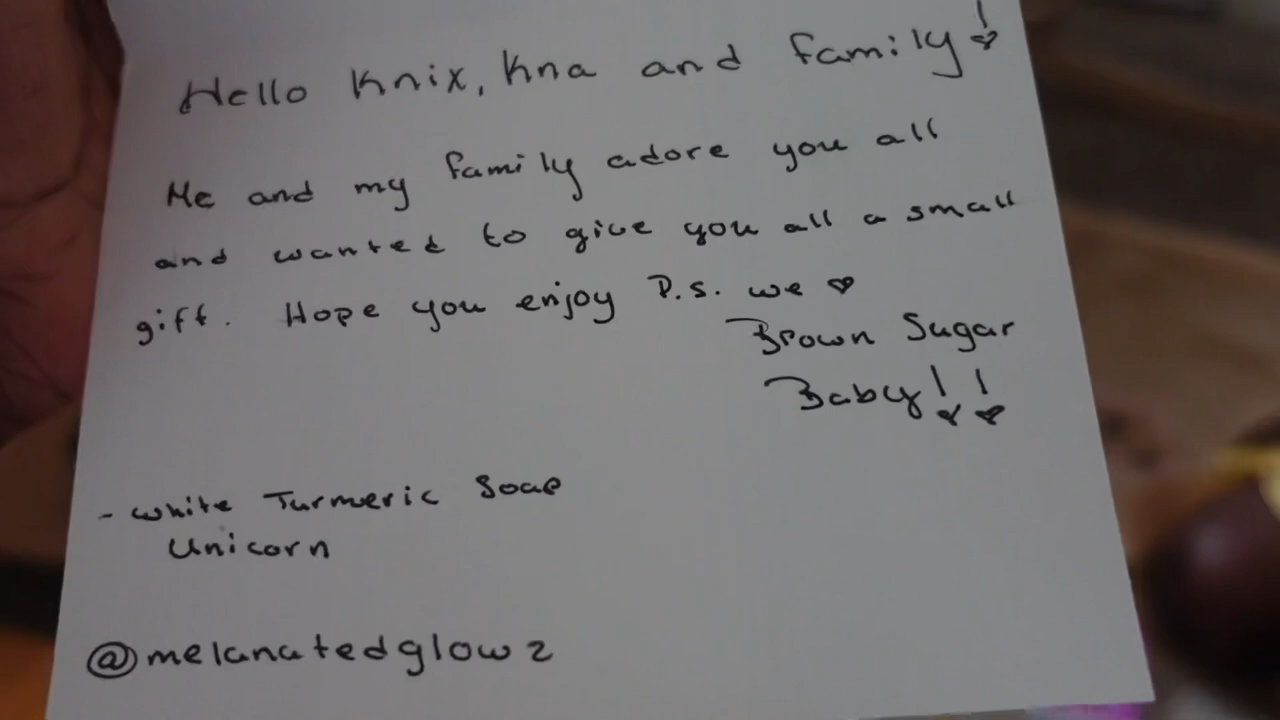 Hello Knix, Kna and family!
Me and my family adore you all
and wanted to give you all a small
gift. Hope you enjoy P.s. we ♥
Brown Sugar
Baby!!
- white Turmeric Soap
Unicorn
@melanatedglow2